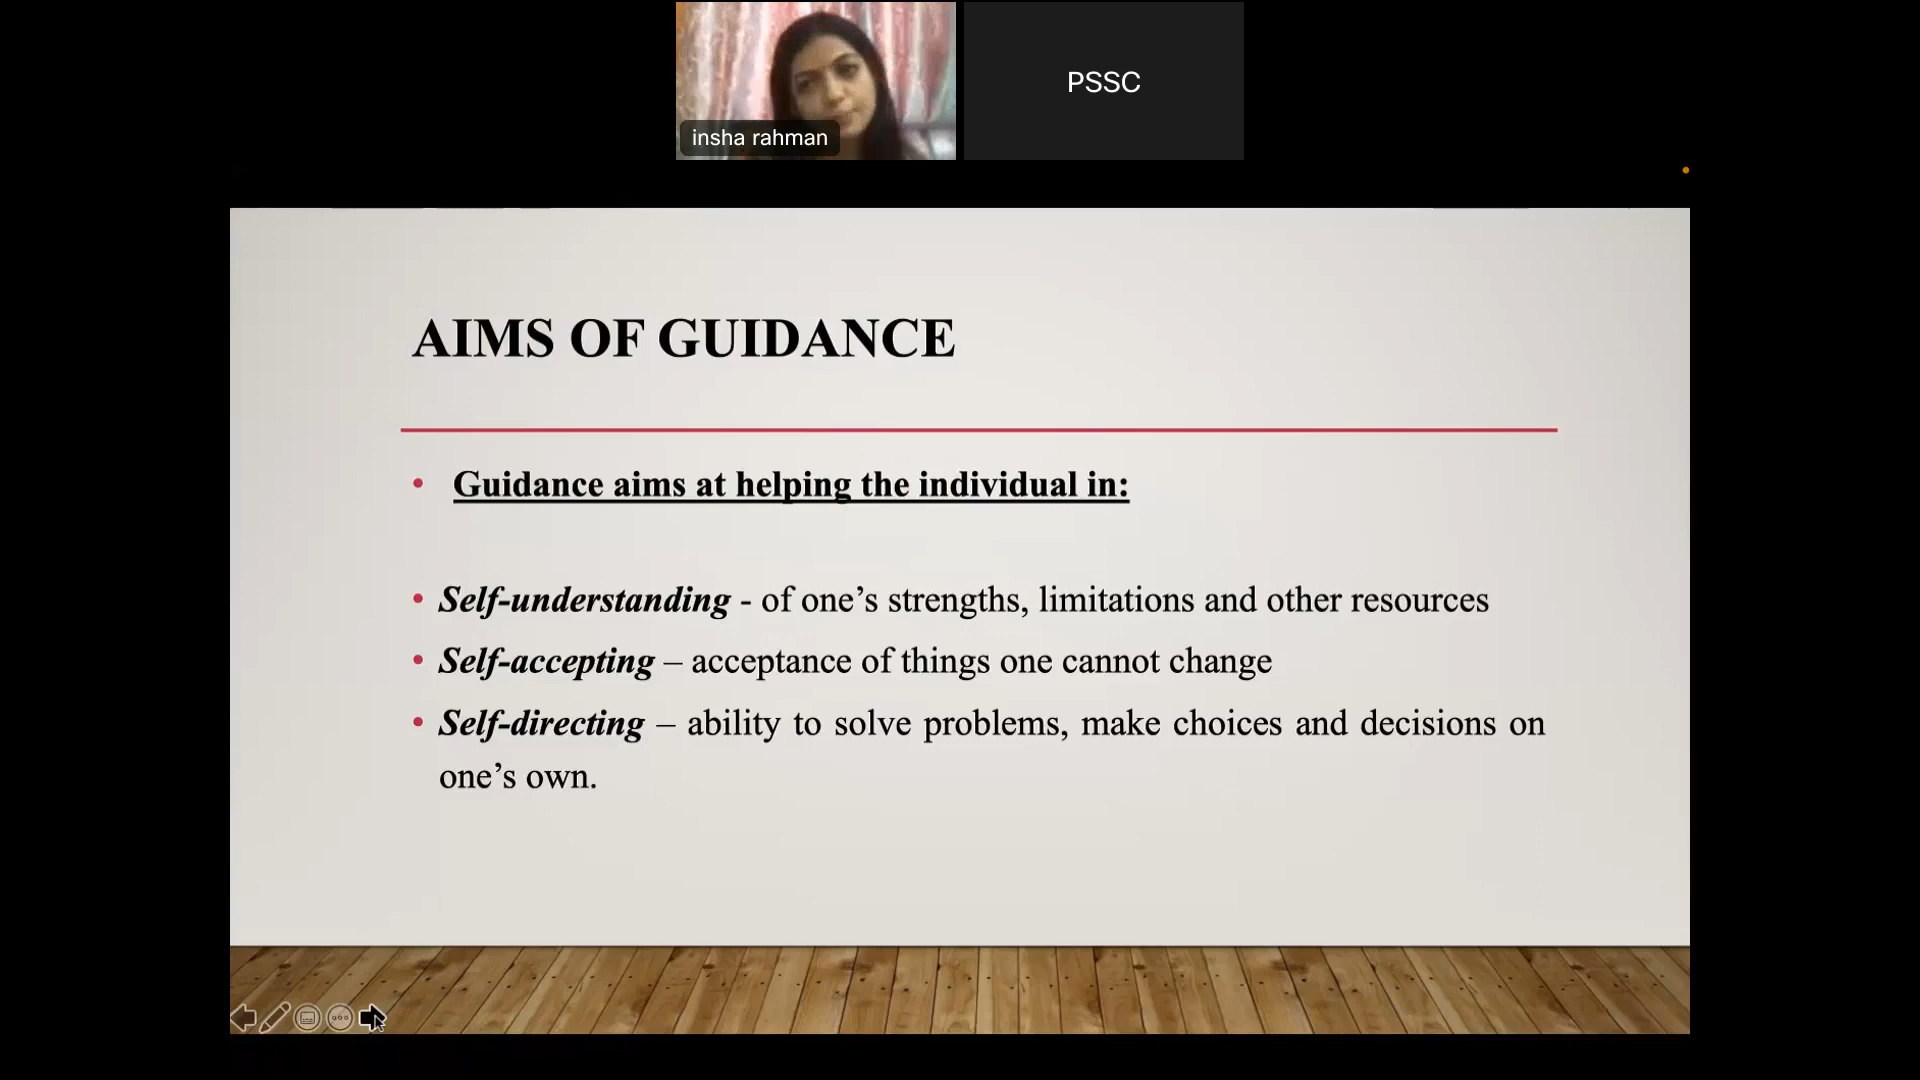 insha rahman
PSSC
AIMS OF GUIDANCE
• Guidance aims at helping the individual in:
• Self-understanding - of one’s strengths, limitations and other resources
• Self-accepting – acceptance of things one cannot change
• Self-directing – ability to solve problems, make choices and decisions on
one’s own.